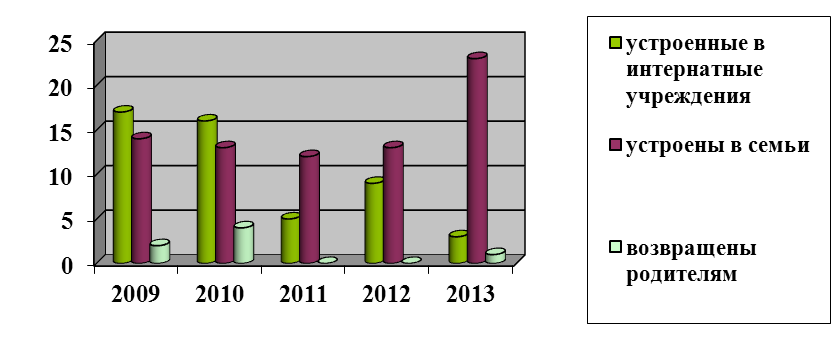 25
20
15
10
5
0
2009 2010 2011 2012 2013
устроенные в
интернатные
учреждения
устроены в семьи
возвращены
родителям